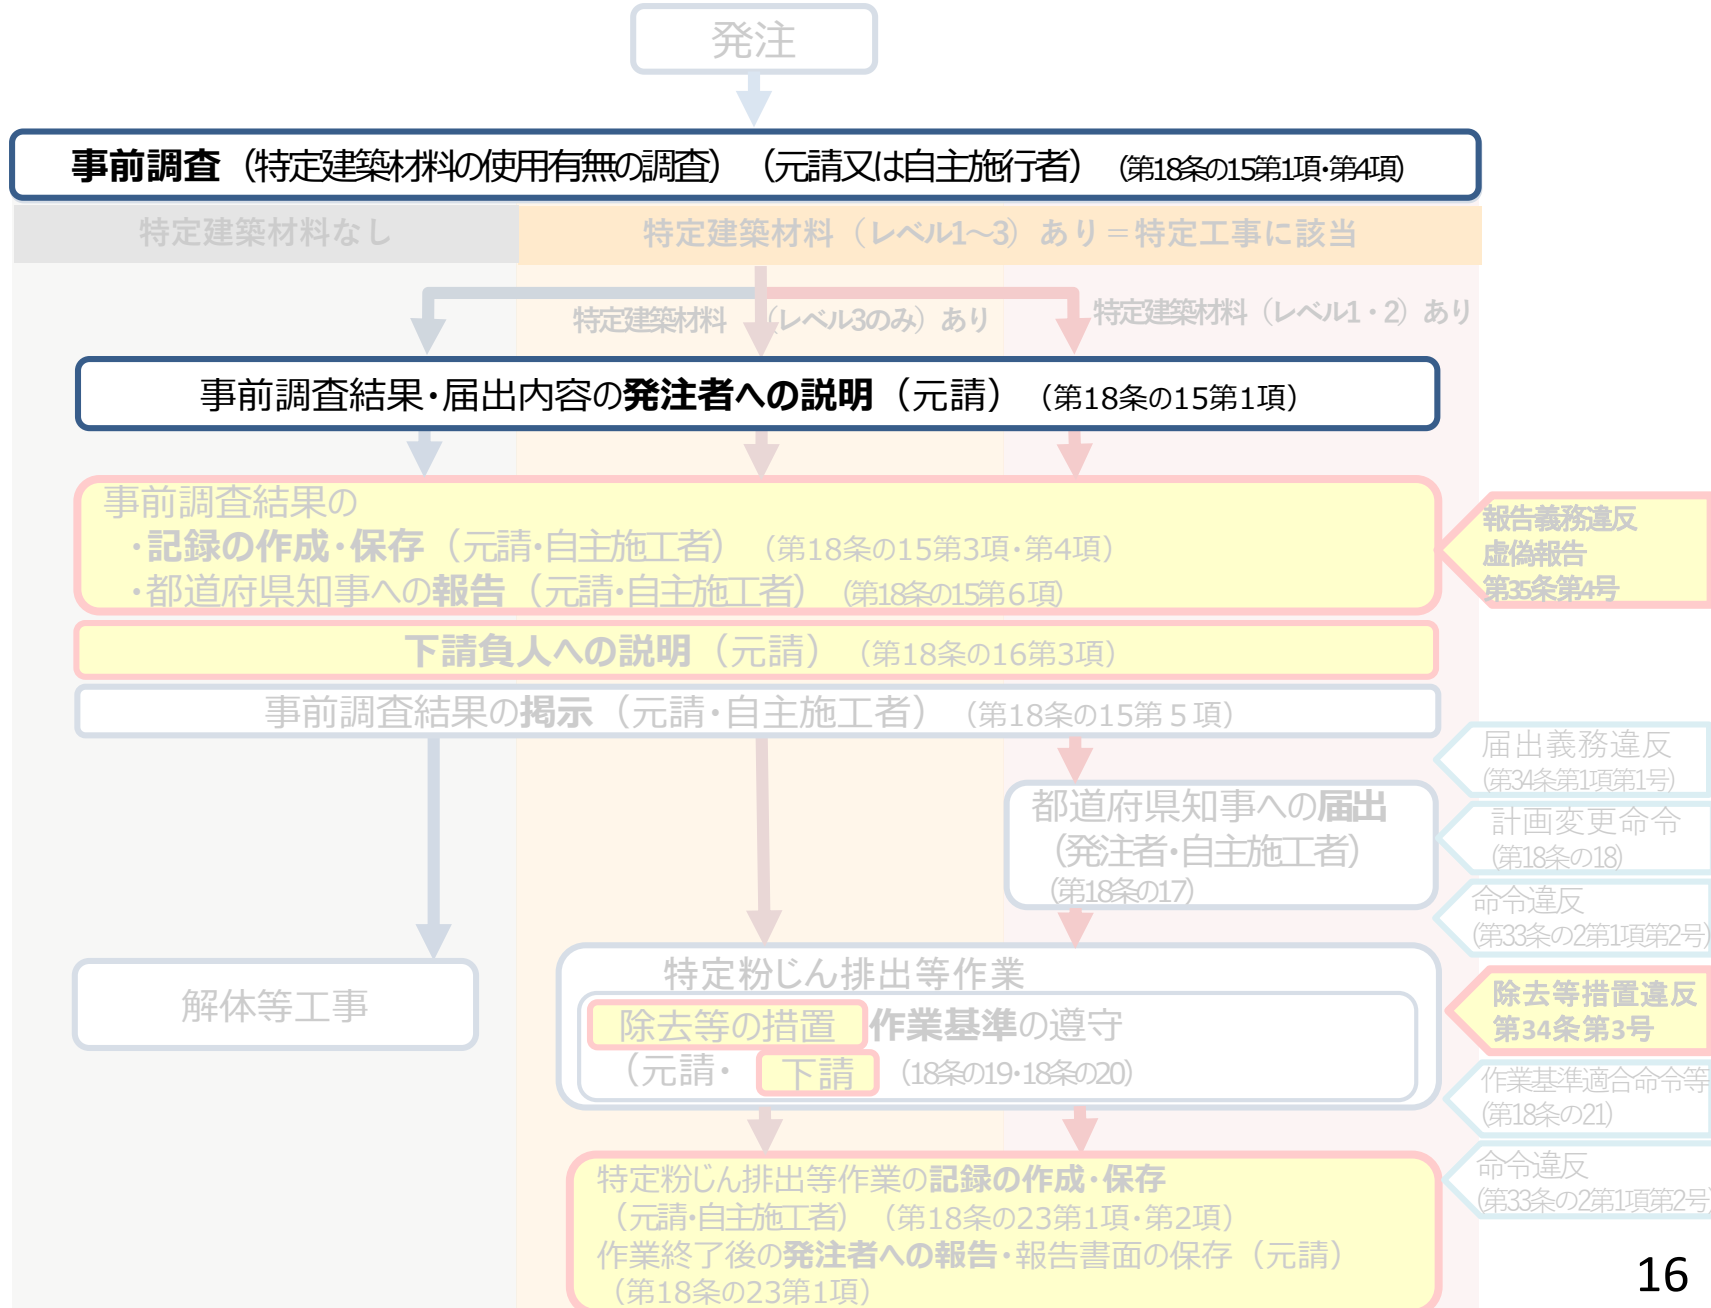 発注
事前調査（特定建築材料の使用有無の調査）（元請又は自主施行者）（第18条の15第1項・第4項）
特定建築材料なし
特定建築材料（レベル1～3）あり＝特定工事に該当
特定建築材料（レベル3のみ）あり
特定建築材料（レベル1・2）あり
事前調査結果・届出内容の発注者への説明（元請）（第18条の15第1項）
事前調査結果の
・記録の作成・保存（元請・自主施工者）（第18条の15第3項・第4項）
・都道府県知事への報告（元請・自主施工者）（第18条の15第６項）
報告義務違反
虚偽報告
第35条第4号
下請負人への説明（元請）（第18条の16第3項）
事前調査結果の掲示（元請・自主施工者）（第18条の15第５項）
届出義務違反
(第34条第1項第1号)
都道府県知事への届出
（発注者・自主施工者）
（第18条の17）
計画変更命令
(第18条の18)
命令違反
(第33条の2第1項第2号)
解体等工事
特定粉じん排出等作業
除去等の措置 作業基準の遵守
（元請・下請（18条の19・18条の20）
除去等措置違反
第34条第3号
作業基準適合命令等
(第18条の21)
命令違反
(第33条の2第1項第2号)
特定粉じん排出等作業の記録の作成・保存
（元請・自主施工者）（第18条の23第1項・第2項）
作業終了後の発注者への報告・報告書面の保存（元請）
（第18条の23第1項）
16